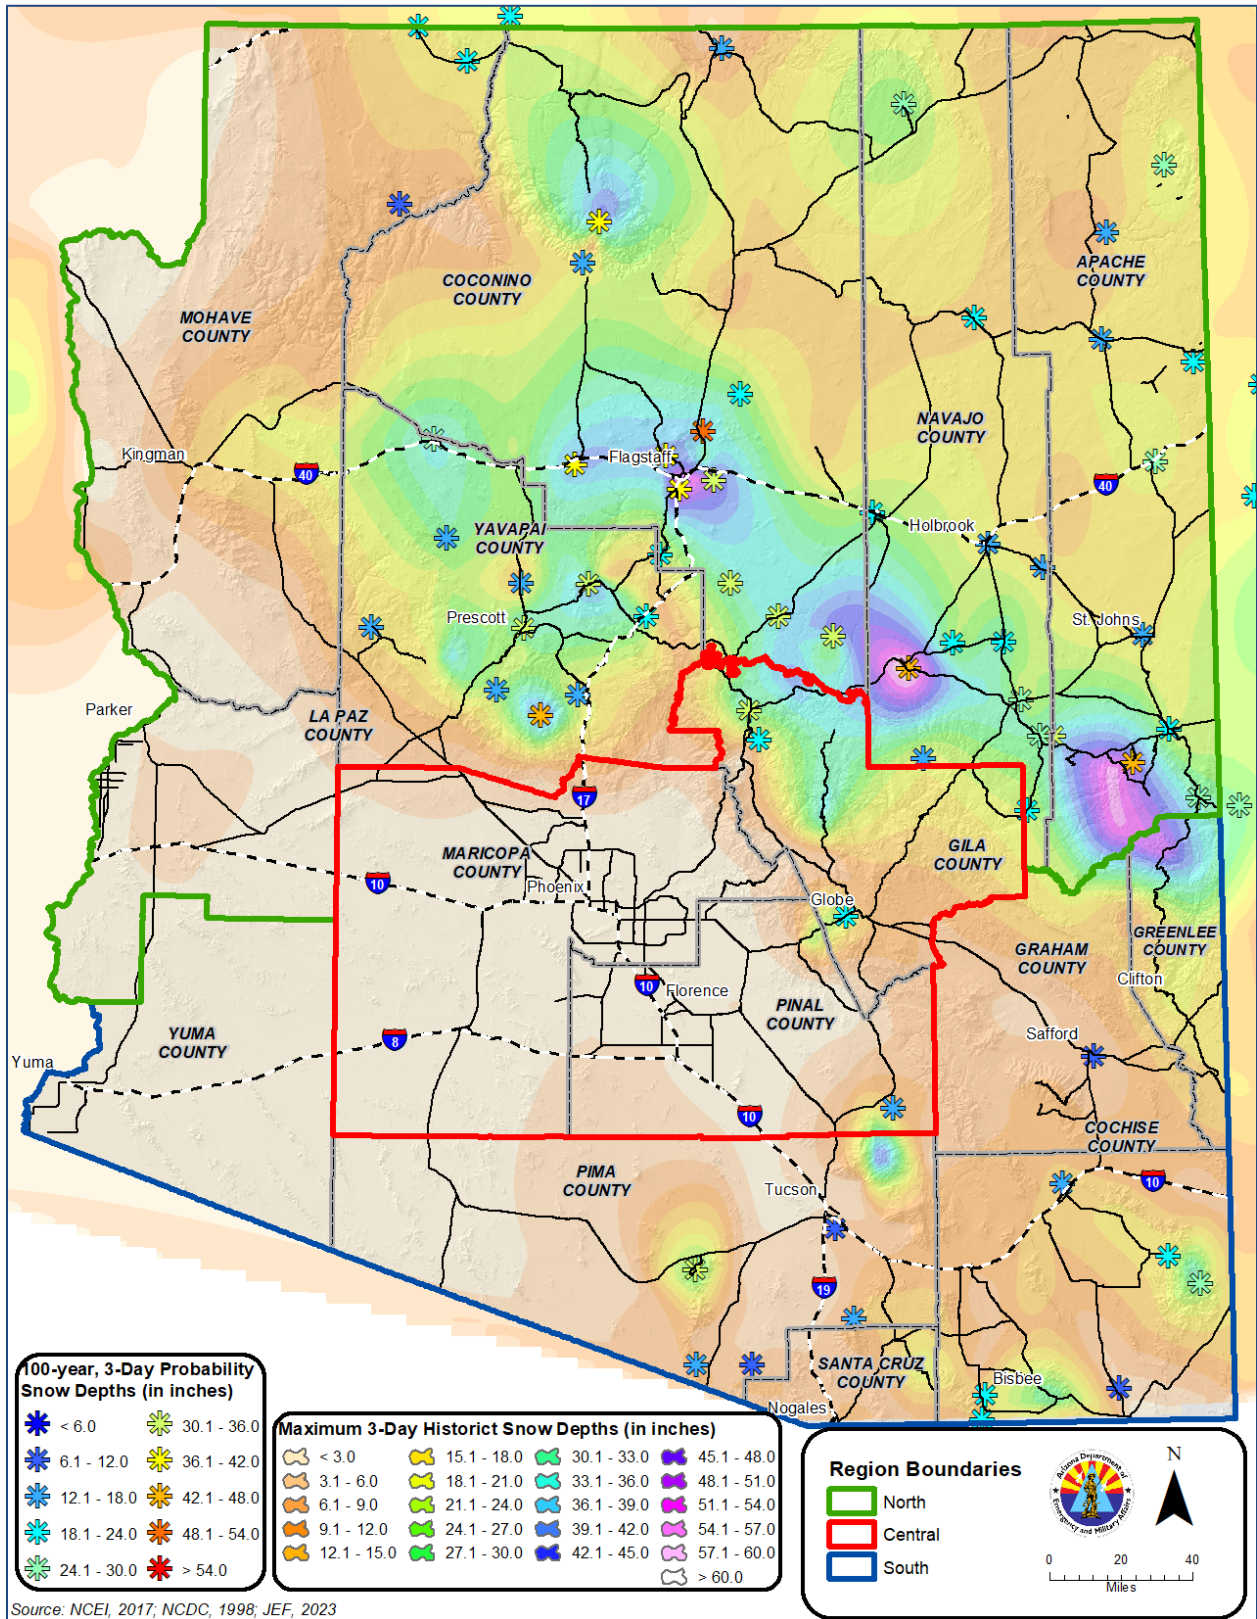 COCONINO
COUNTY
APACHE
COUNTY
MOHAVE
COUNTY
NAVAJO
COUNTY
Kingman
40
Flagstaff
40
YAVAPAI
COUNTY
Holbrook
Prescott
St. Johns
Parker
LA PAZ
COUNTY
17
MARICOPA
COUNTY
GILA
COUNTY
10
Phoenix
Globe
GRAHAM
COUNTY
GREENLEE
COUNTY
Clifton
10
Florence
PINAL
COUNTY
YUMA
COUNTY
8
Safford
Yuma
10
COCHISE
COUNTY
PIMA
COUNTY
Tucson
10
19
SANTA CRUZ
COUNTY
Bisbee
Nogales
100-year, 3-Day Probability
Snow Depths (in inches)
< 6.0
6.1 - 12.0
12.1 - 18.0
18.1 - 24.0
24.1 - 30.0
30.1 - 36.0
36.1 - 42.0
42.1 - 48.0
48.1 - 54.0
> 54.0
Maximum 3-Day Historict Snow Depths (in inches)
< 3.0
3.1 - 6.0
6.1 - 9.0
9.1 - 12.0
12.1 - 15.0
15.1 - 18.0
18.1 - 21.0
21.1 - 24.0
24.1 - 27.0
27.1 - 30.0
30.1 - 33.0
33.1 - 36.0
36.1 - 39.0
39.1 - 42.0
42.1 - 45.0
45.1 - 48.0
48.1 - 51.0
51.1 - 54.0
54.1 - 57.0
57.1 - 60.0
> 60.0
Region Boundaries
North
Central
South
Arizona Department of
Emergency and Military Affairs
N
0 20 40
Miles
Source: NCEI, 2017; NCDC, 1998; JEF, 2023